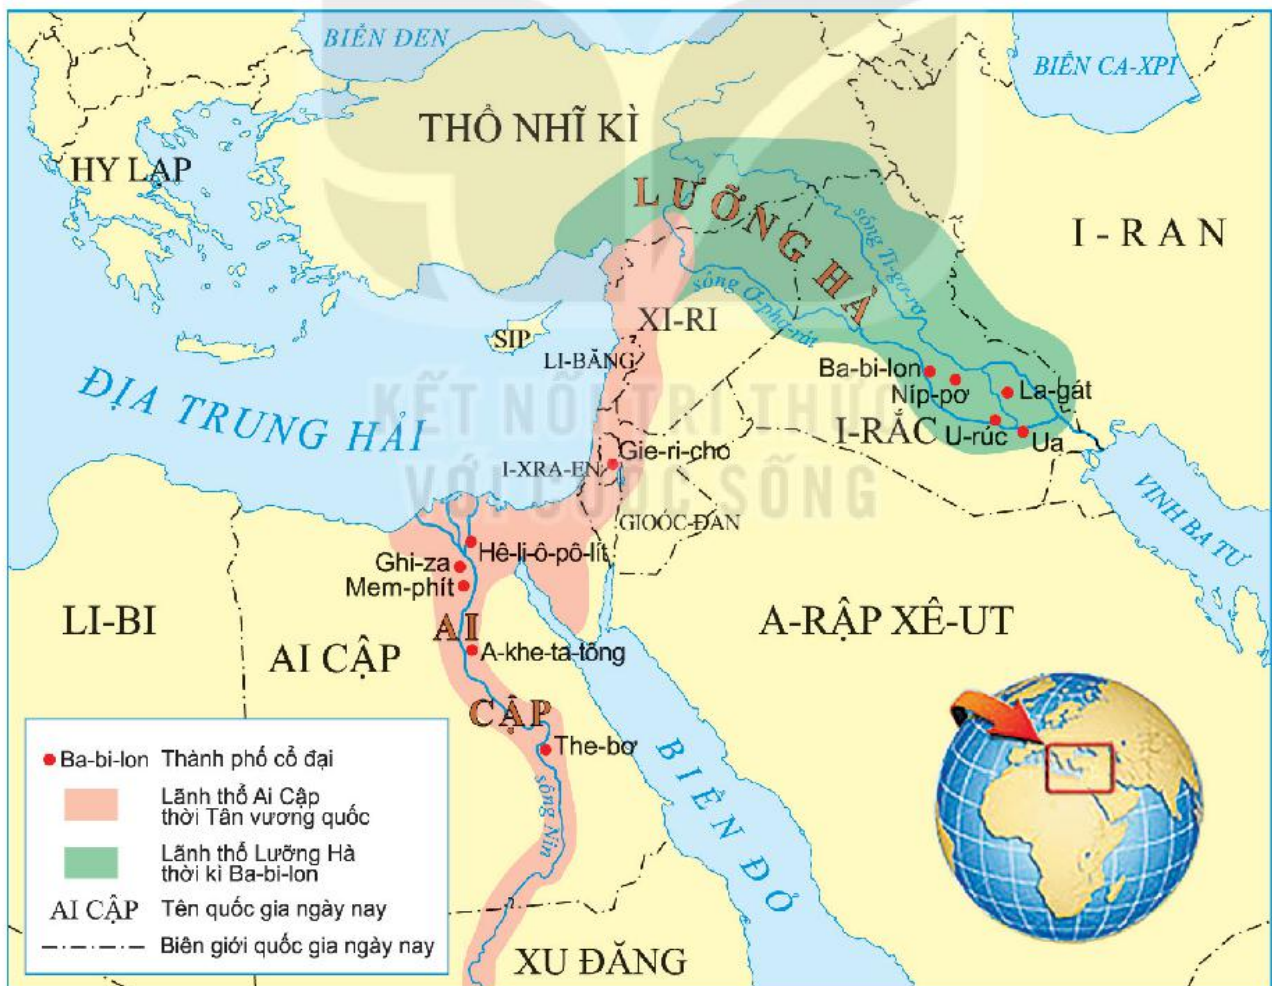 BIỂN ĐEN
BIỂN CA-XPI
THỔ NHĨ KÌ
HY LẠP
LƯỠNG HÀ
sông Ti-gơ-rơ
I-RAN
sông Ơ-phơ-rát
XI-RI
SIP
LI-BĂNG
ĐỊA TRUNG HẢI
KẾT NỐI TRI THỨC
VỚI CUỘC SỐNG
Ba-bi-lon
Níp-pơ
La-gát
I-RẮC
U-rúc
Ua
Giê-ri-cho
I-XRA-EN
GIOÓC-ĐAN
VỊNH BA TƯ
Hê-li-ô-pô-lít
Ghi-za
Mem-phít
LI-BI
AI CẬP
AI
CẬP
A-khe-ta-tông
A-RẬP XÊ-UT
The-bơ
sông Nin
BIỂN ĐỎ
XU ĐĂNG
Ba-bi-lon Thành phố cổ đại
Lãnh thổ Ai Cập
thời Tân vương quốc
Lãnh thổ Lưỡng Hà
thời kì Ba-bi-lon
AI CẬP Tên quốc gia ngày nay
Biên giới quốc gia ngày nay